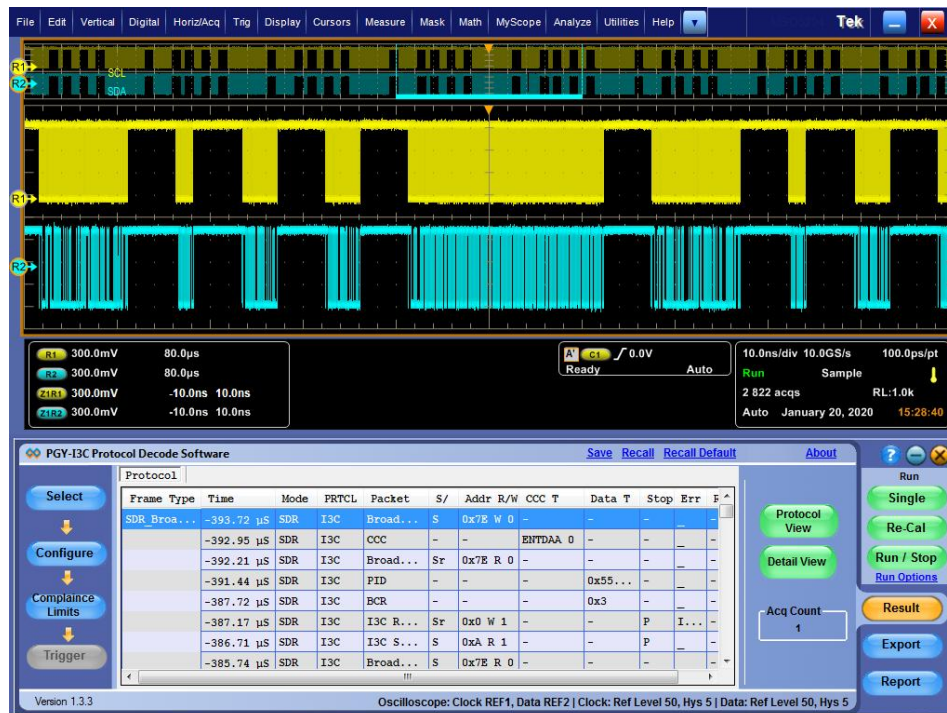 File Edit Vertical Digital Horiz/Acq Trig Display Cursors Measure Mask Math MyScope Analyze Utilities Help Tek X
R1
SCL
R2
SDA
R1
R2
R1 300.0mV 80.0µs
R2 300.0mV 80.0µs
Z1R1 300.0mV -10.0ns 10.0ns
Z1R2 300.0mV -10.0ns 10.0ns
A' C1 0.0V
Ready Auto
10.0ns/div 10.0GS/s 100.0ps/pt
Run Sample
2 822 acqs RL:1.0k
Auto January 20, 2020 15:28:40
PGY-I3C Protocol Decode Software Save Recall Recall Default About ?
Protocol
Frame Type Time Mode PRTCL Packet S/ Addr R/W CCC T Data T Stop Err
SDR_Broa... -393.72 µS SDR I3C Broad... S 0x7E W 0 - - - _ -
-392.95 µS SDR I3C CCC - - ENTDAA 0 - - _ -
-392.21 µS SDR I3C Broad... Sr 0x7E R 0 - - - _ -
-391.44 µS SDR I3C PID - - - 0x55... - _ -
-387.72 µS SDR I3C BCR - - - 0x3 - _ -
-387.17 µS SDR I3C I3C R... Sr 0x0 W 1 - - P I... -
-386.71 µS SDR I3C I3C S... S 0xA R 1 - - P _ -
-385.74 µS SDR I3C Broad... S 0x7E R 0 - - - _ -
Select
Configure
Complaince
Limits
Trigger
Protocol
View
Detail View
Acq Count
1
Run
Single
Re-Cal
Run / Stop
Run Options
Result
Export
Report
Version 1.3.3 Oscilloscope: Clock REF1, Data REF2 | Clock: Ref Level 50, Hys 5 | Data: Ref Level 50, Hys 5